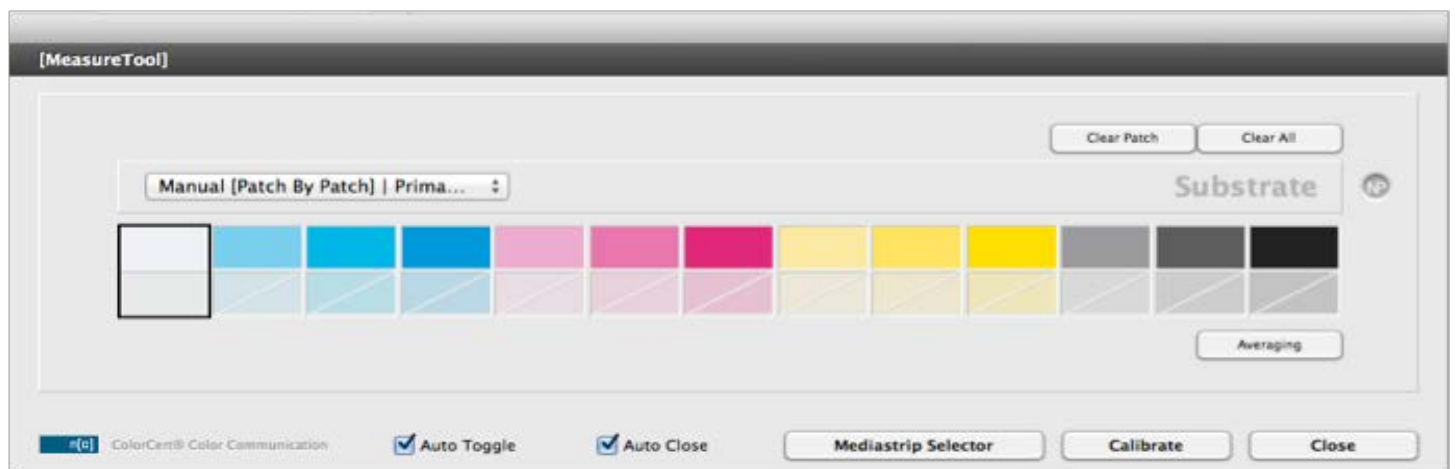 [MeasureTool]
Clear Patch Clear All
Manual [Patch By Patch] | Prima... Substrate NP
Averaging
n[c] ColorCert® Color Communication Auto Toggle Auto Close Mediastrip Selector Calibrate Close